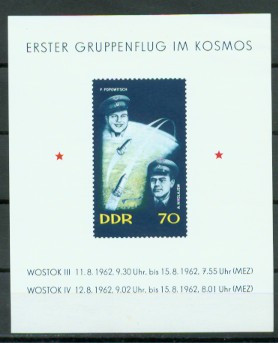 ERSTER GRUPPENFLUG IM KOSMOS
P. POPOWITSCH
A. NIKOLAJEW
DDR 70
WOSTOK III 11.8.1962, 9.30 Uhr. bis 15.8.1962, 7.55 Uhr (MEZ)
WOSTOK IV 12.8.1962, 9.02 Uhr. bis 15.8.1962, 8.01 Uhr (MEZ)